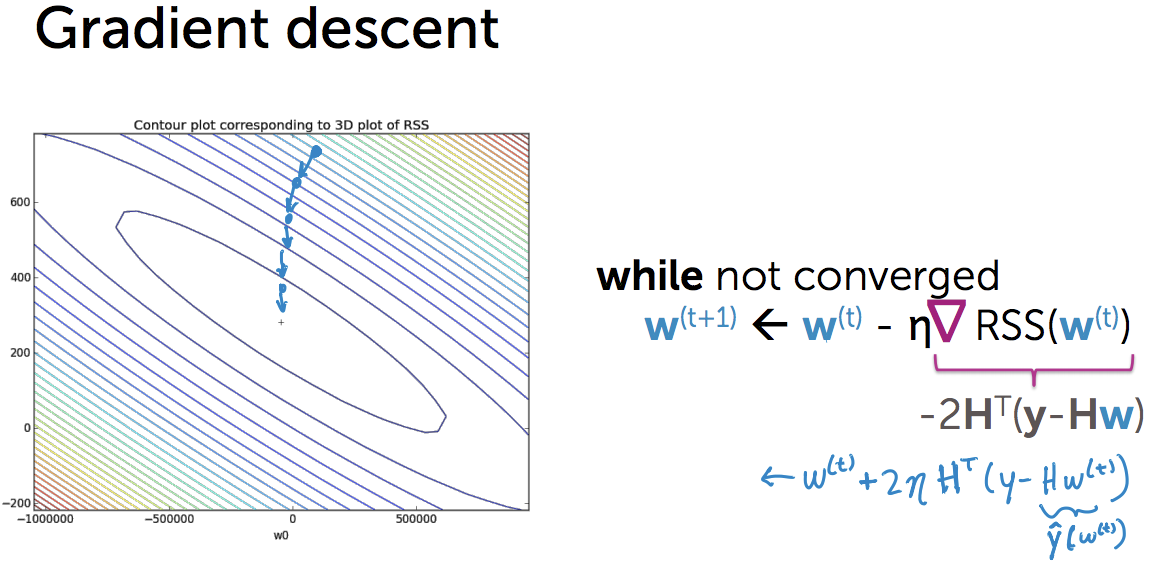 Gradient descent
Contour plot corresponding to 3D plot of RSS
600
400
200
0
−200
−1000000 −500000 0 500000
w0
while not converged
w(t+1) ← w(t) - η∇ RSS(w(t))
-2Hᵀ(y-Hw)
← w(t) + 2η Hᵀ (y - Hw(t))
ŷ(w(t))